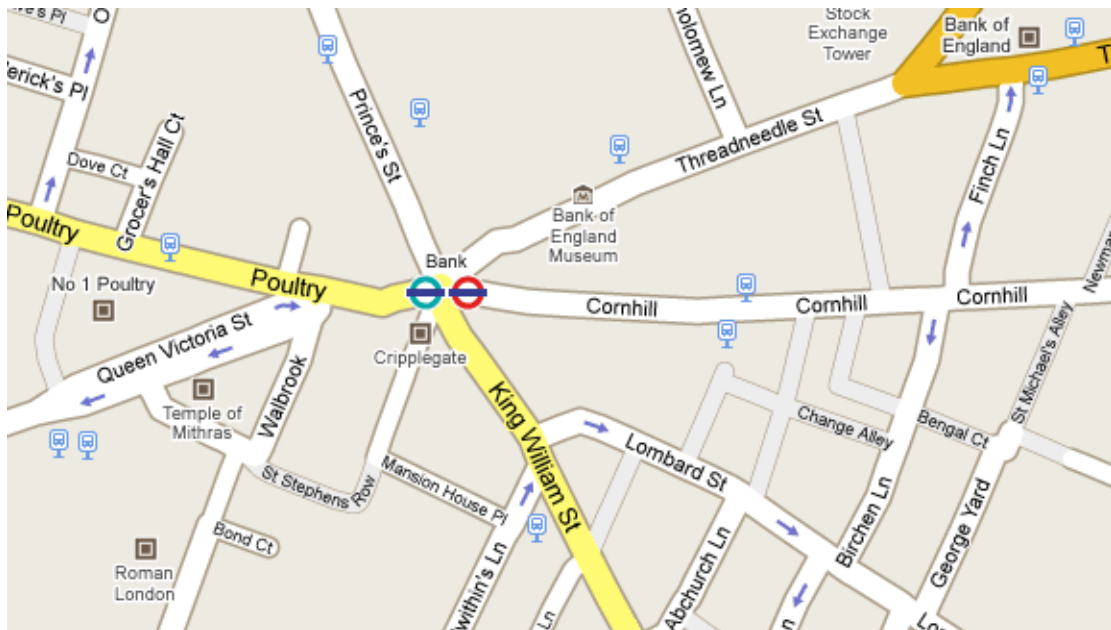 Stock
Exchange
Tower
Bank of
England
Prince's St
Threadneedle St
Finch Ln
Dove Ct
Grocer's Hall Ct
Poultry
Bank of
England
Museum
Bank
Poultry
No 1 Poultry
Cornhill
Cornhill
Cornhill
Queen Victoria St
Cripplegate
St Michael's Alley
Temple of
Mithras
Walbrook
King William St
Change Alley
Bengal Ct
Lombard St
St Stephens Row
Mansion House Pl
Birchen Ln
George Yard
Bond Ct
Abchurch Ln
Roman
London
Ln